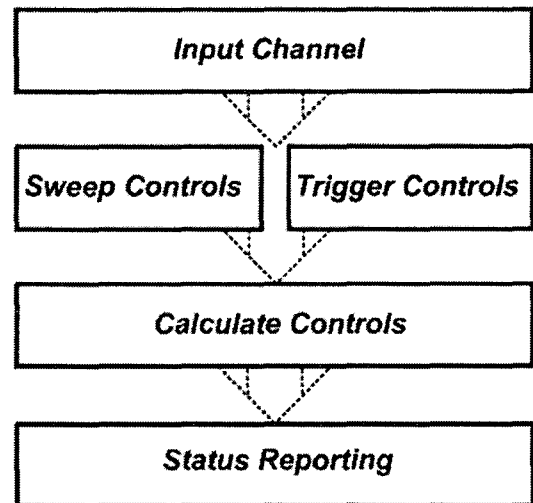 Input Channel
Sweep Controls
Trigger Controls
Calculate Controls
Status Reporting